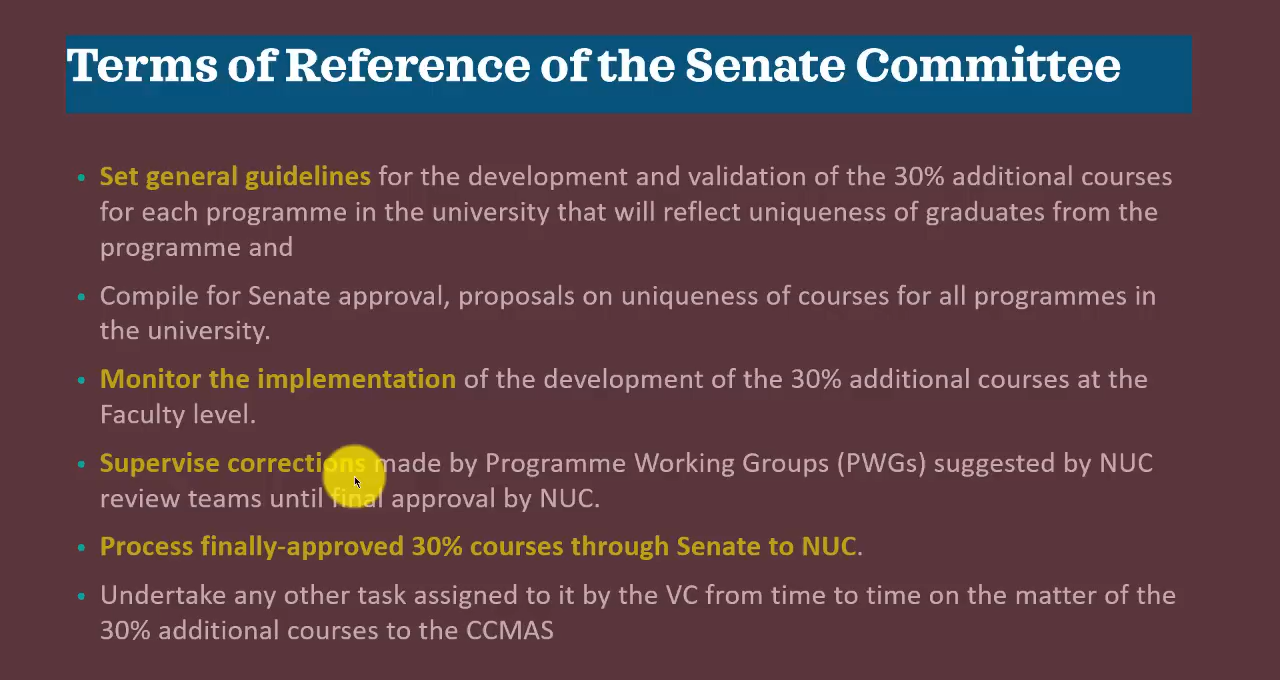 Terms of Reference of the Senate Committee
• Set general guidelines for the development and validation of the 30% additional courses
for each programme in the university that will reflect uniqueness of graduates from the
programme and
• Compile for Senate approval, proposals on uniqueness of courses for all programmes in
the university.
• Monitor the implementation of the development of the 30% additional courses at the
Faculty level.
• Supervise corrections made by Programme Working Groups (PWGs) suggested by NUC
review teams until final approval by NUC.
• Process finally-approved 30% courses through Senate to NUC.
• Undertake any other task assigned to it by the VC from time to time on the matter of the
30% additional courses to the CCMAS